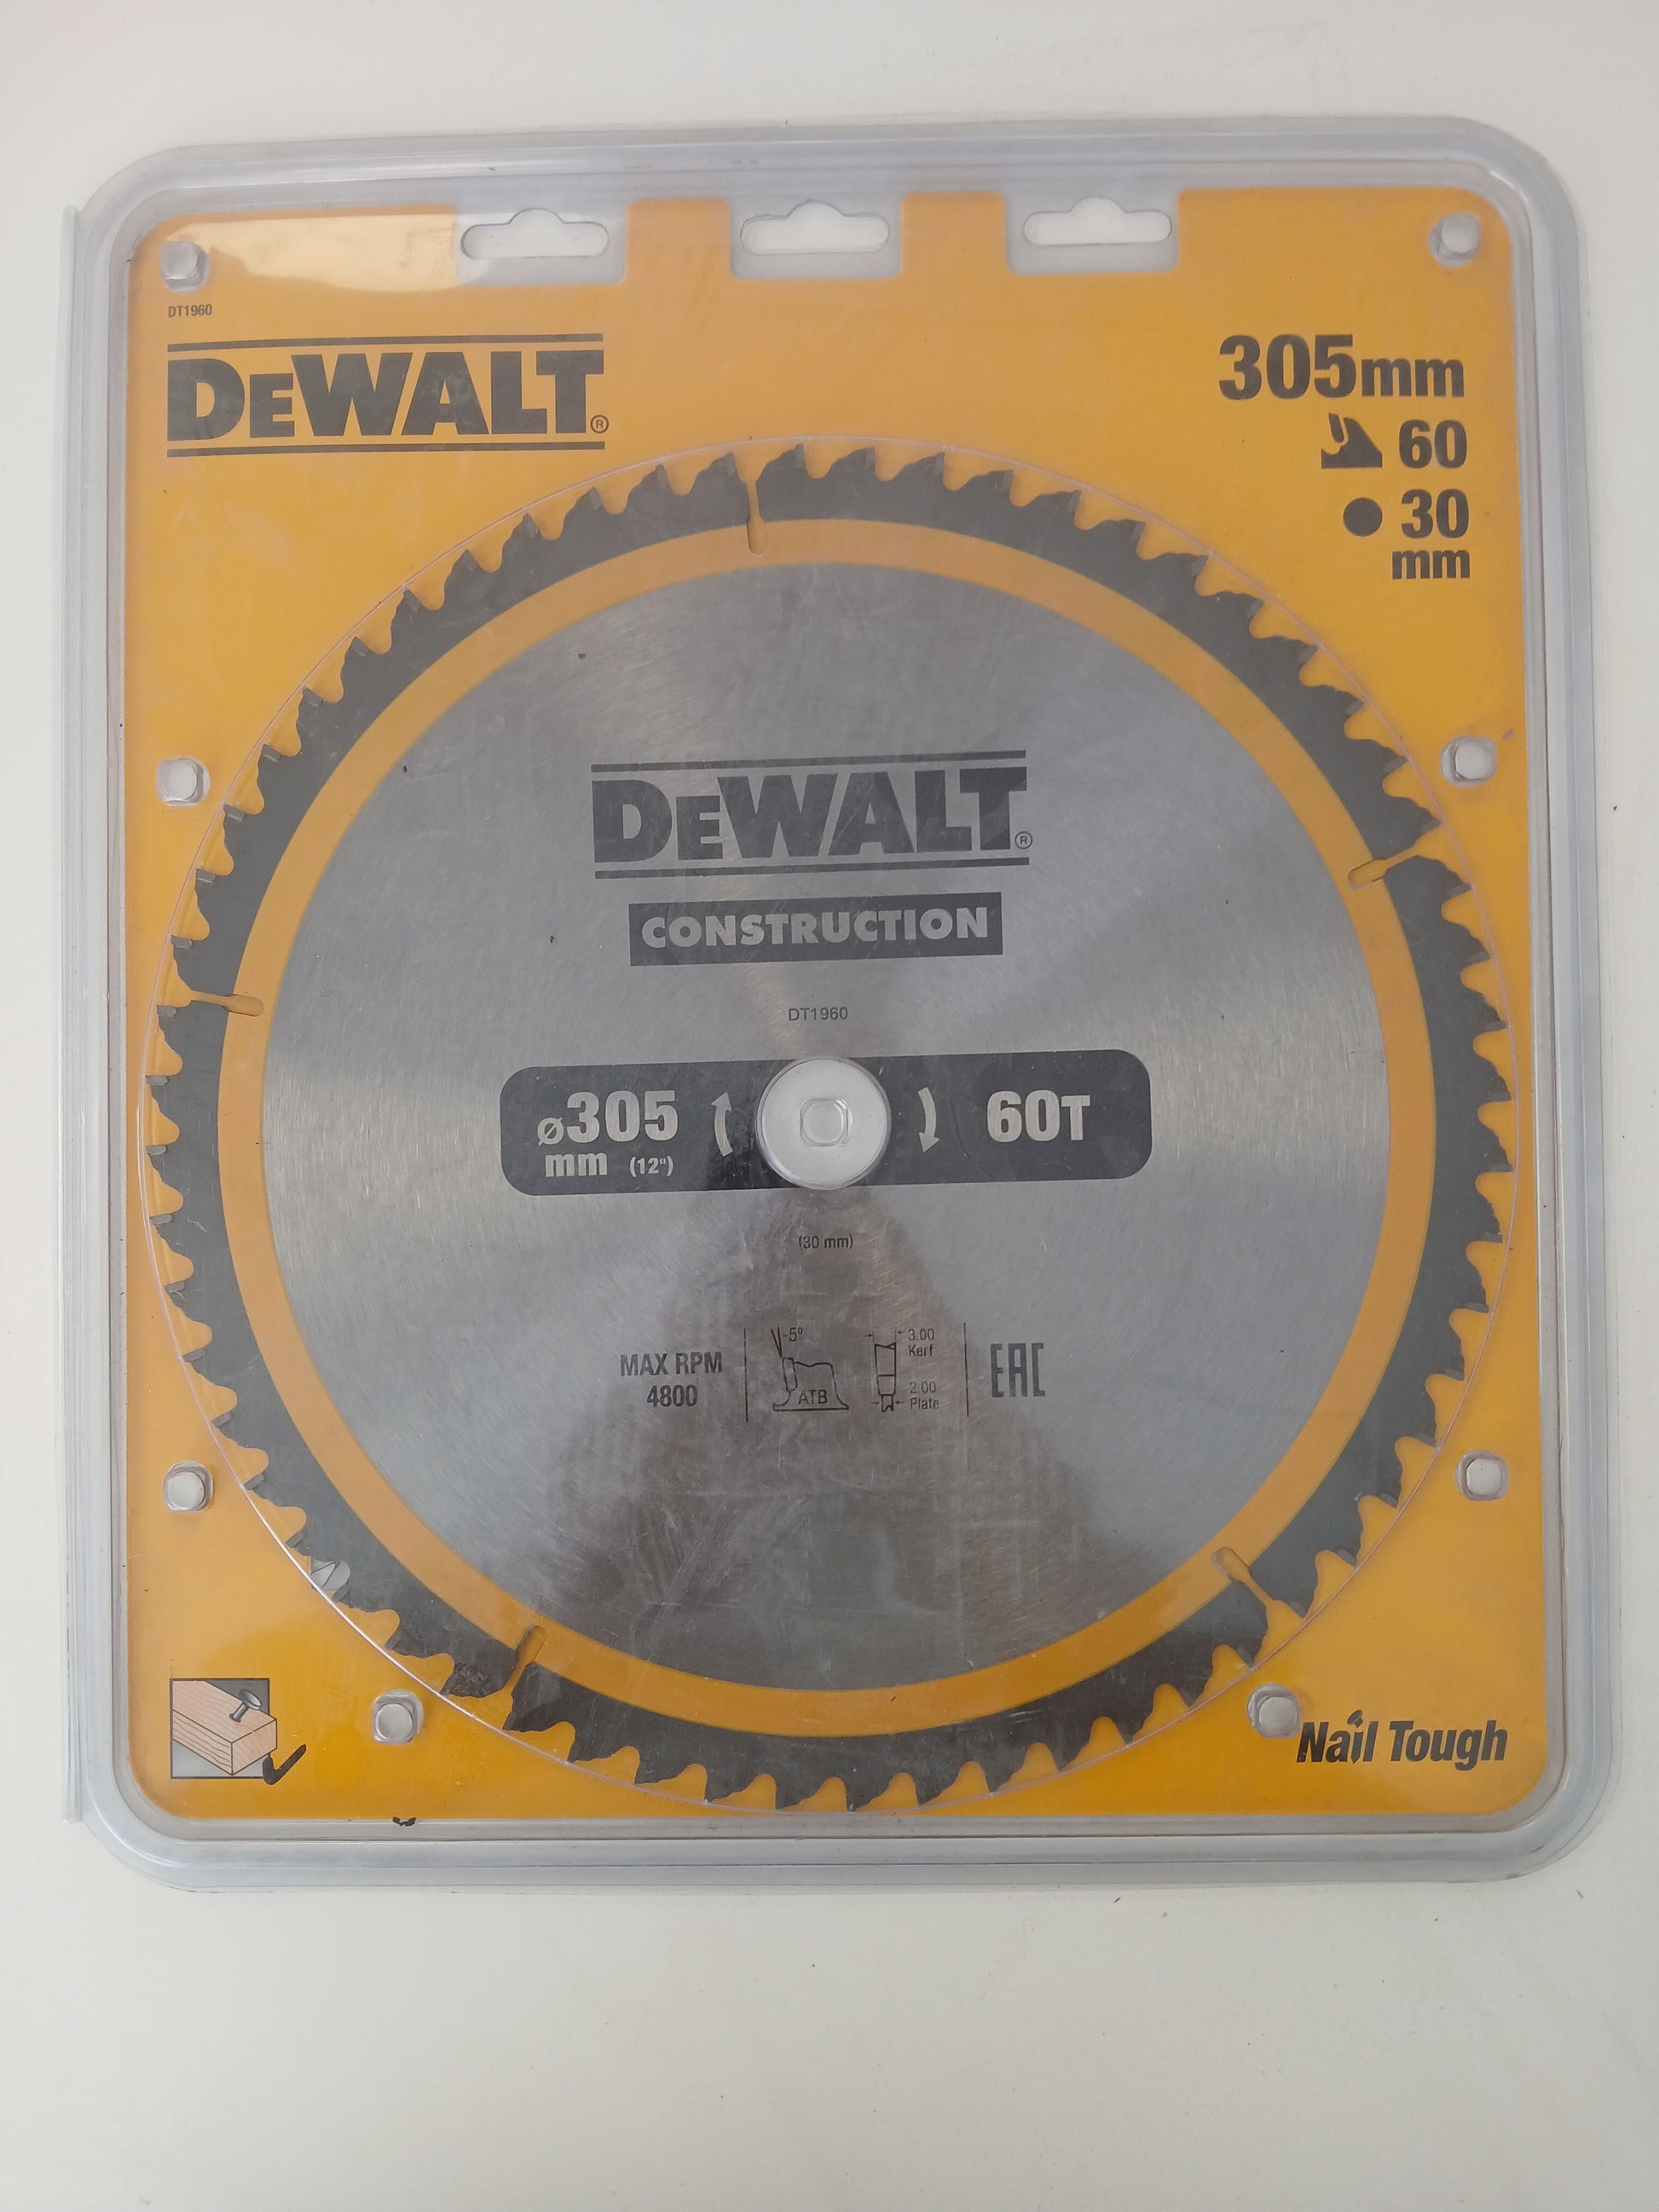 DT1960
DEWALT®
305mm
60
30
mm
DEWALT®
CONSTRUCTION
DT1960
ø305
mm (12")
60T
(30 mm)
MAX RPM
4800
-5º
ATB
3.00
Kerf
2.00
Plate
EAC
Nail Tough